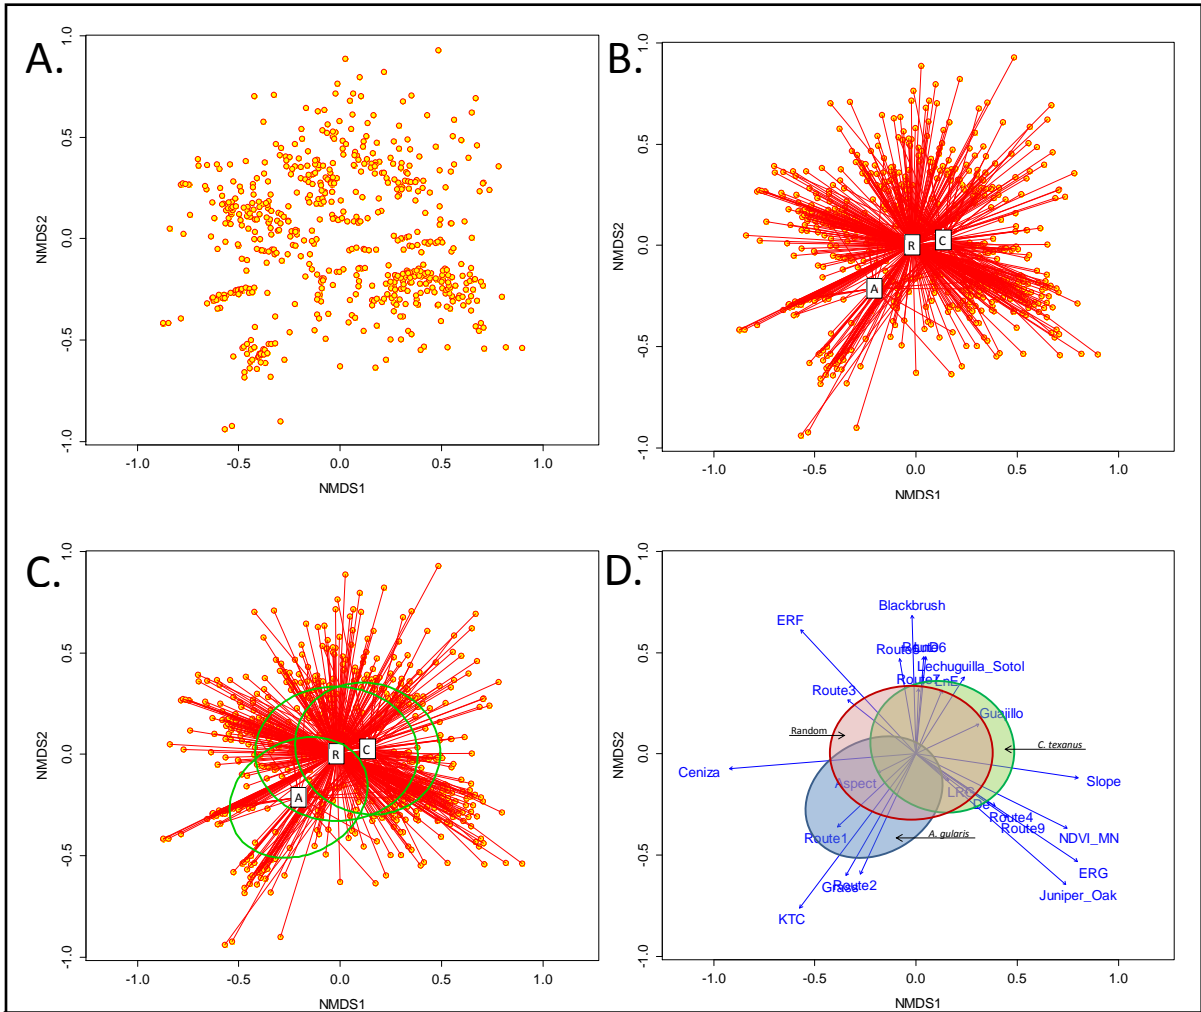 A.
1.0
0.5
0.0
-0.5
-1.0
NMDS2
-1.0 -0.5 0.0 0.5 1.0
NMDS1
B.
1.0
0.5
0.0
-0.5
-1.0
NMDS2
R C
A
-1.0 -0.5 0.0 0.5 1.0
NMDS1
C.
1.0
0.5
0.0
-0.5
-1.0
NMDS2
R C
A
-1.0 -0.5 0.0 0.5 1.0
NMDS1
D.
1.0
0.5
0.0
-0.5
-1.0
NMDS2
Blackbrush
ERF
Lechuguilla_Sotol
Route3
Guajillo
Random
C. texanus
Ceniza
Slope
Aspect
LRG
De
Route4
Route9
Route1
A. gularis
NDVI_MN
ERG
Grass
Route2
Juniper_Oak
KTC
-1.0 -0.5 0.0 0.5 1.0
NMDS1